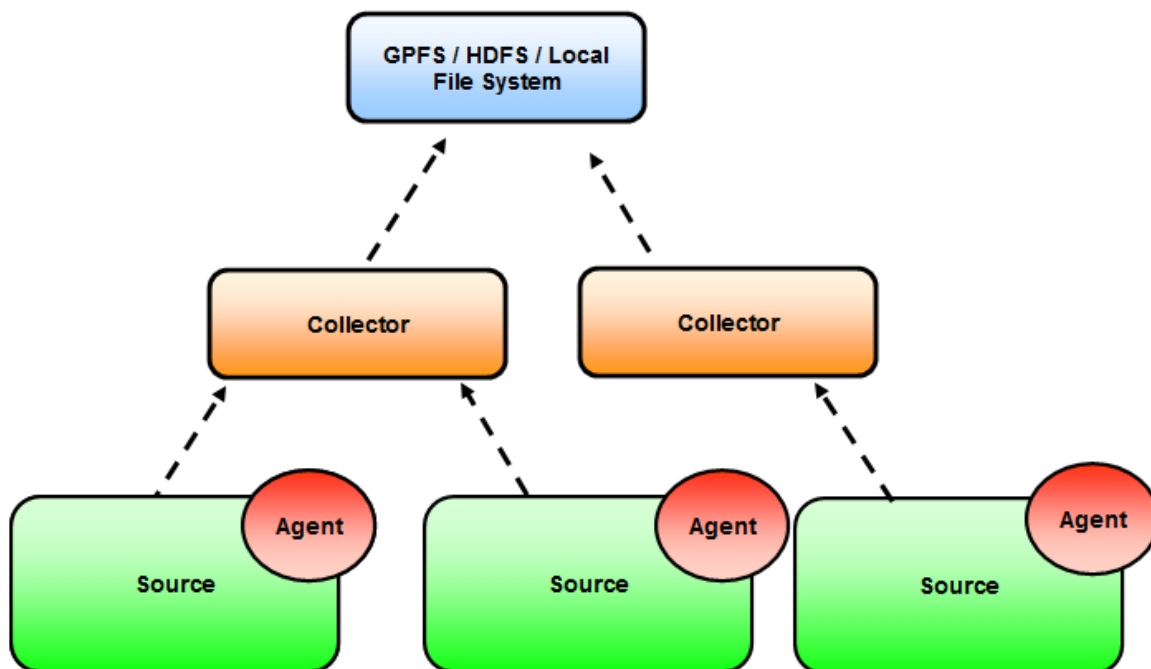 GPFS / HDFS / Local
File System
Collector
Collector
Agent
Agent
Agent
Source
Source
Source